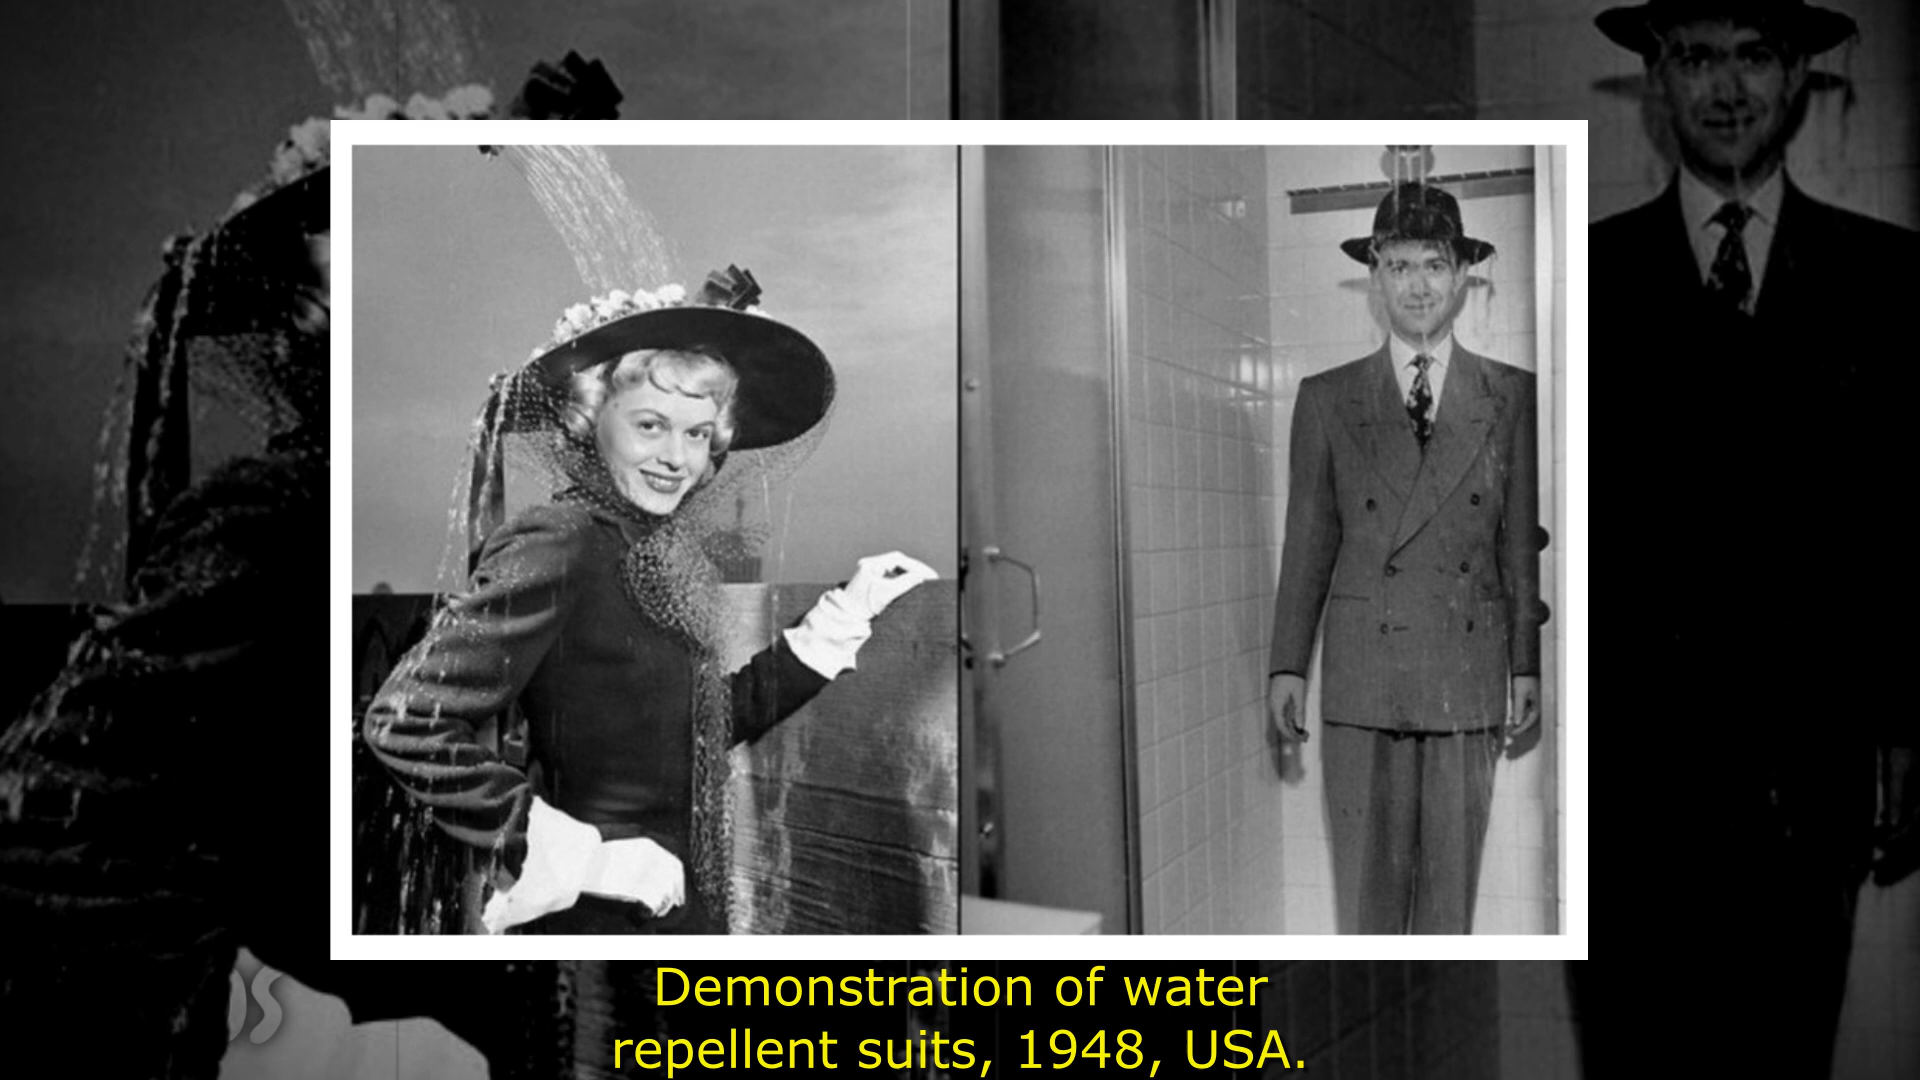 Demonstration of water
repellent suits, 1948, USA.